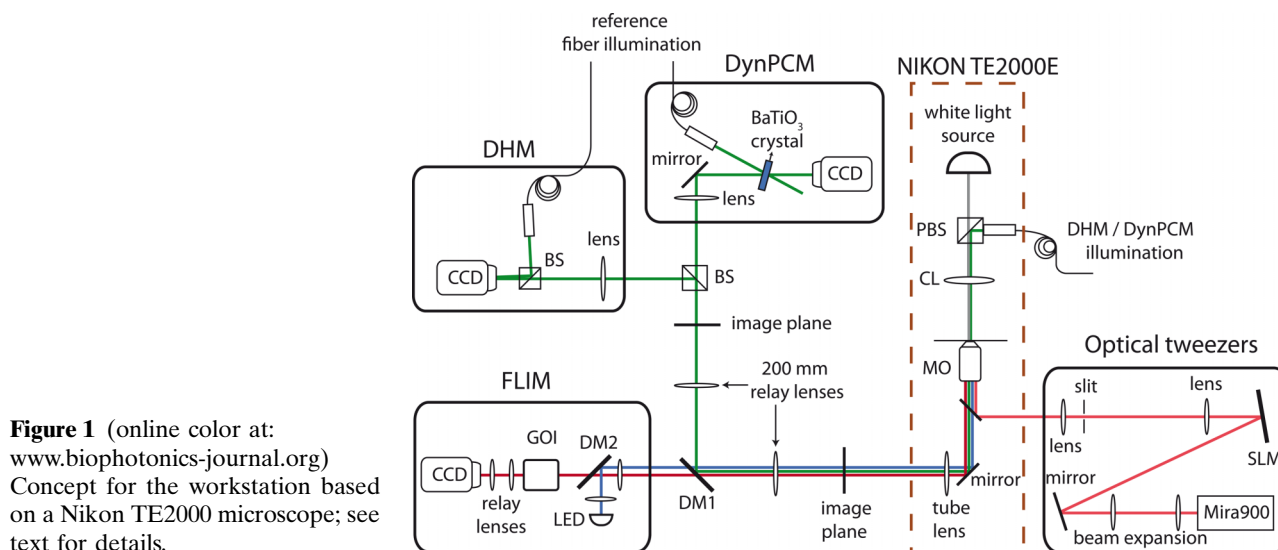 reference
fiber illumination
DynPCM
NIKON TE2000E
BaTiO3
crystal
white light
source
mirror
DHM
CCD
lens
PBS
DHM / DynPCM
illumination
lens
BS
CCD
BS
CL
image plane
MO
Optical tweezers
200 mm
relay lenses
slit
lens
FLIM
lens
SLM
GOI
DM2
CCD
mirror
relay
lenses
LED
DM1
image
plane
tube
lens
mirror
Mira900
beam expansion
Figure 1 (online color at:
www.biophotonics-journal.org)
Concept for the workstation based
on a Nikon TE2000 microscope; see
text for details.